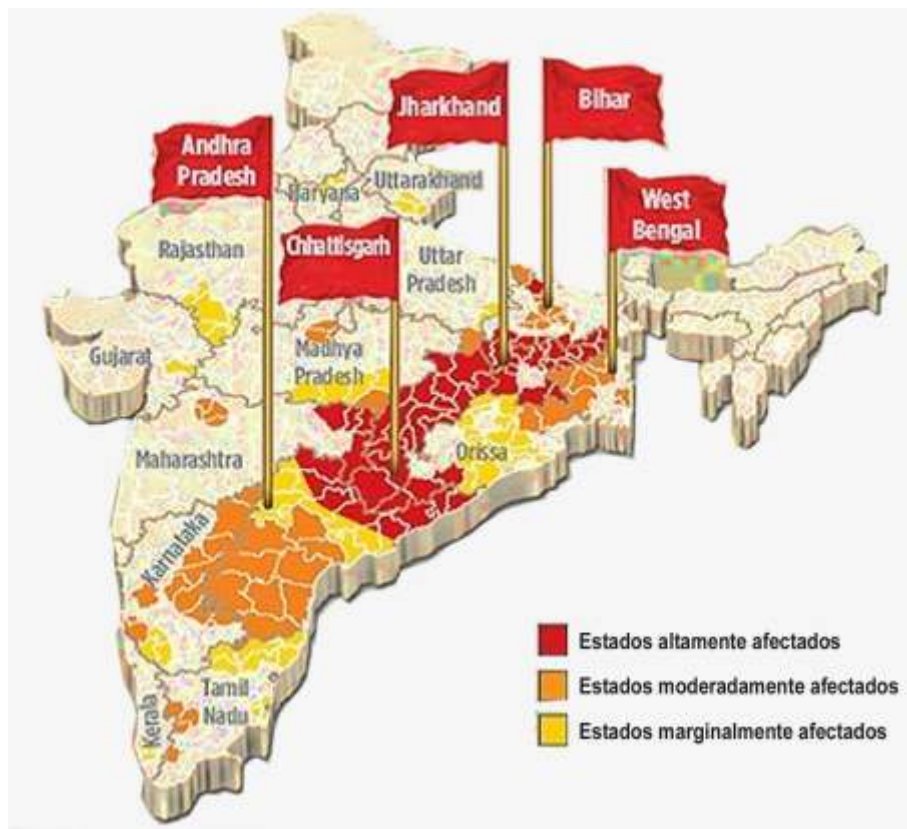 Jharkhand
Bihar
Andhra
Pradesh
Haryana
Uttarakhand
West
Bengal
Rajasthan
Chhattisgarh
Uttar
Pradesh
Gujarat
Madhya
Pradesh
Maharashtra
Orissa
Karnataka
Estados altamente afectados
Estados moderadamente afectados
Tamil
Nadu
Kerala
Estados marginalmente afectados